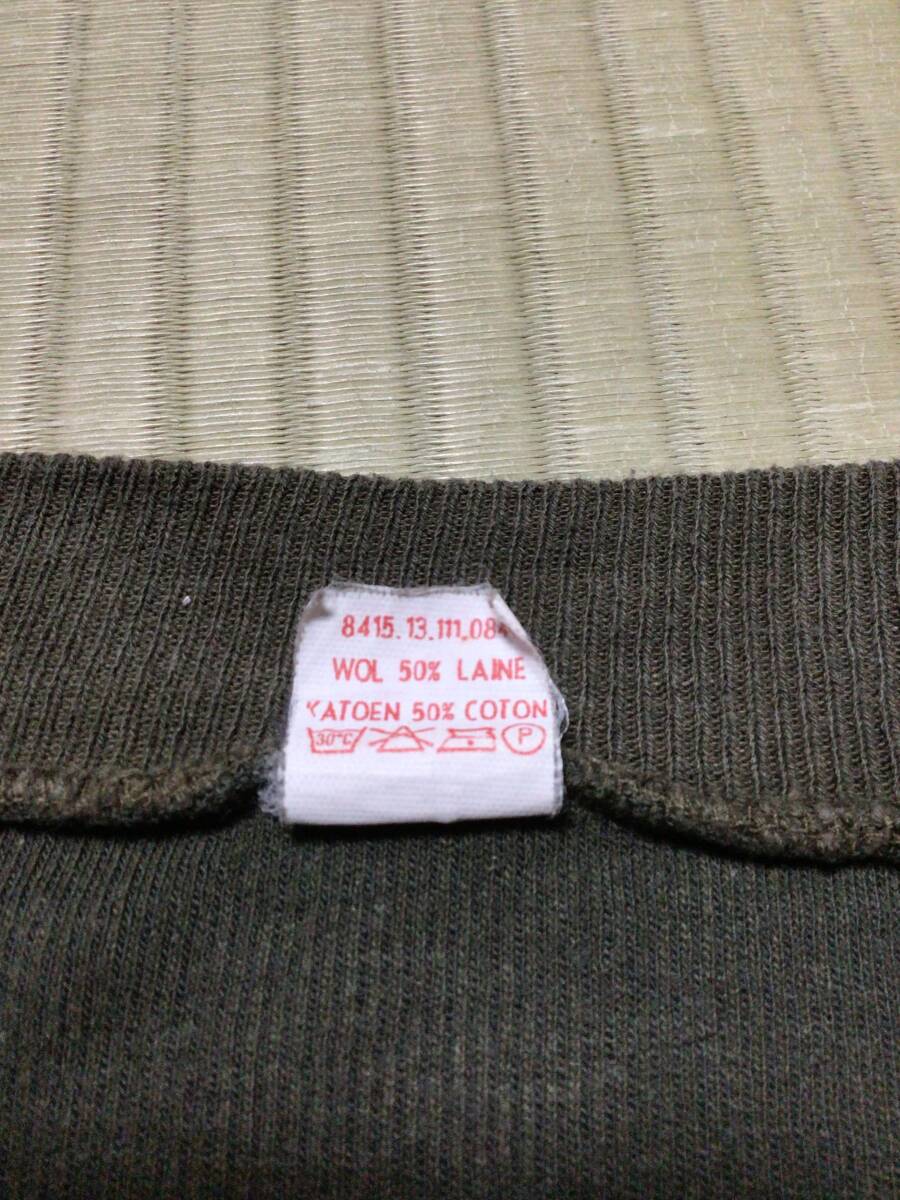 8415.13.111.084
WOL 50% LAINE
KATOEN 50% COTON
30°C P